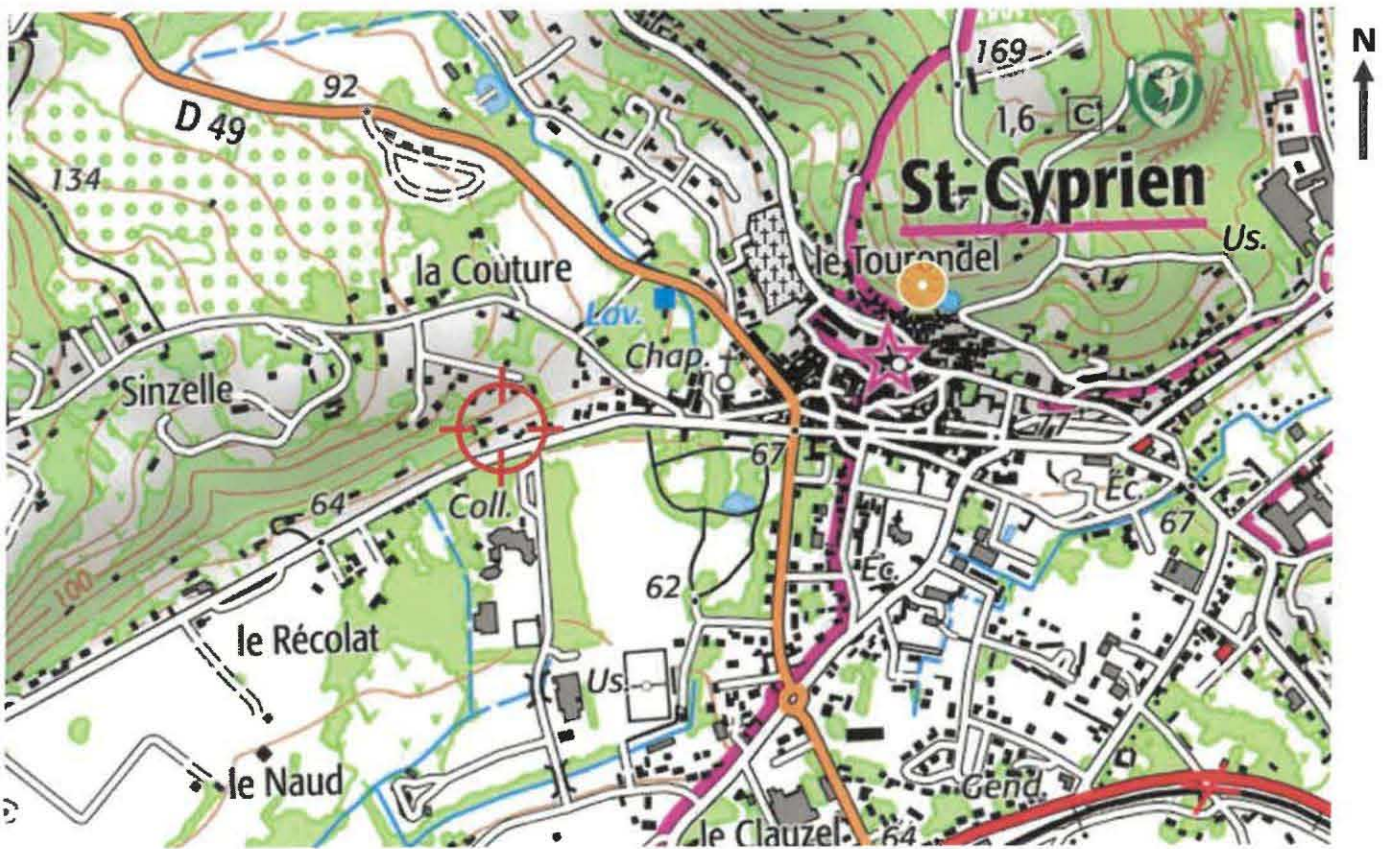 N
169
92
1,6 C
D 49
134
St-Cyprien
Us.
la Couture
le Tourondel
Lav.
Chap.
Sinzelle
67
Coll.
64
Éc.
67
100
62
Éc.
le Récolat
Us.
le Naud
Gend.
le Clauzel
64